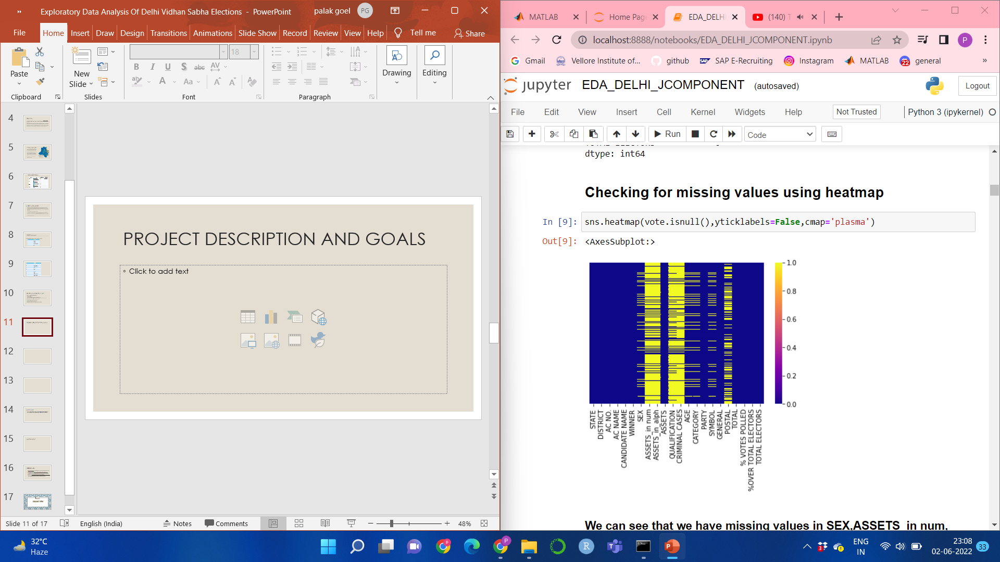 Exploratory Data Analysis Of Delhi Vidhan Sabha Elections - PowerPoint
palak goel
PG
File
Home
Insert
Draw
Design
Transitions
Animations
Slide Show
Record
Review
View
Help
Tell me
Share
Paste
Clipboard
New
Slide
Slides
18
B
I
U
S
abc
AV
A
Aa
A
A
Font
Paragraph
Drawing
Editing
4
5
6
7
8
9
10
11
12
13
14
15
16
17
PROJECT DESCRIPTION AND GOALS
Click to add text
Slide 11 of 17
English (India)
Notes
Comments
48%
MATLAB
Home Pag
EDA_DELHI
(140) T
localhost:8888/notebooks/EDA_DELHI_JCOMPONENT.ipynb
P
Gmail
Vellore Institute of...
github
SAP
SAP E-Recruiting
Instagram
MATLAB
22
general
»
jupyter
EDA_DELHI_JCOMPONENT
(autosaved)
Logout
File
Edit
View
Insert
Cell
Kernel
Widgets
Help
Not Trusted
Python 3 (ipykernel)
Run
Code
dtype: int64
Checking for missing values using heatmap
In [9]:
sns.heatmap(vote.isnull(),yticklabels=False,cmap='plasma')
Out[9]:
<AxesSubplot:>
1.0
0.8
0.6
0.4
0.2
0.0
STATE
DISTRICT
AC NO.
AC NAME
CANDIDATE NAME
WINNER
SEX
ASSETS_in num
ASSETS_in_alph
ASSETS
QUALIFICATION
CRIMINAL CASES
AGE
CATEGORY
PARTY
SYMBOL
GENERAL
POSTAL
TOTAL
% VOTES POLLED
%OVER TOTAL ELECTORS
TOTAL ELECTORS
We can see that we have missing values in SEX,ASSETS_in num,
32°C
Haze
ENG
IN
23:08
02-06-2022
33